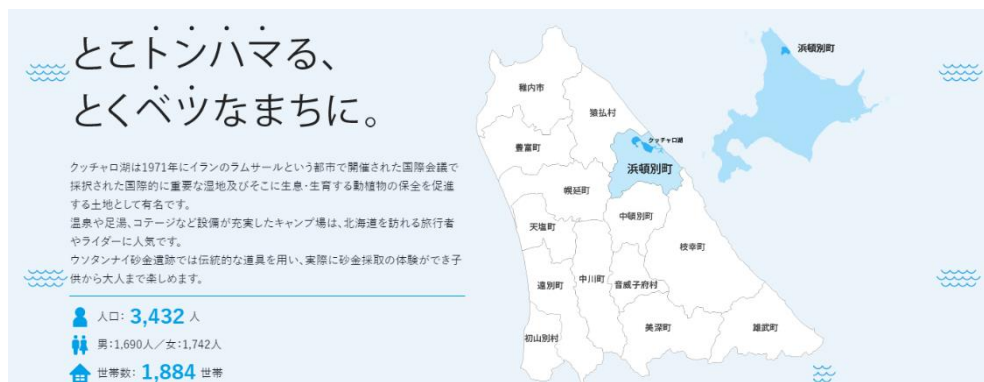 とこトンハマる、
とくベツなまちに。
クッチャロ湖は1971年にイランのラムサールという都市で開催された国際会議で
採択された国際的に重要な湿地及びそこに生息・生育する動植物の保全を促進
する土地として有名です。
温泉や足湯、コテージなど設備が充実したキャンプ場は、北海道を訪れる旅行者
やライダーに人気です。
ウソタンナイ砂金遺跡では伝統的な道具を用い、実際に砂金採取の体験ができ子
供から大人まで楽しめます。
人口: 3,432 人
男:1,690人／女:1,742人
世帯数: 1,884 世帯
浜頓別町
稚内市
猿払村
クッチャロ湖
豊富町
浜頓別町
幌延町
中頓別町
天塩町
枝幸町
中川町
音威子府村
遠別町
美深町
雄武町
初山別村